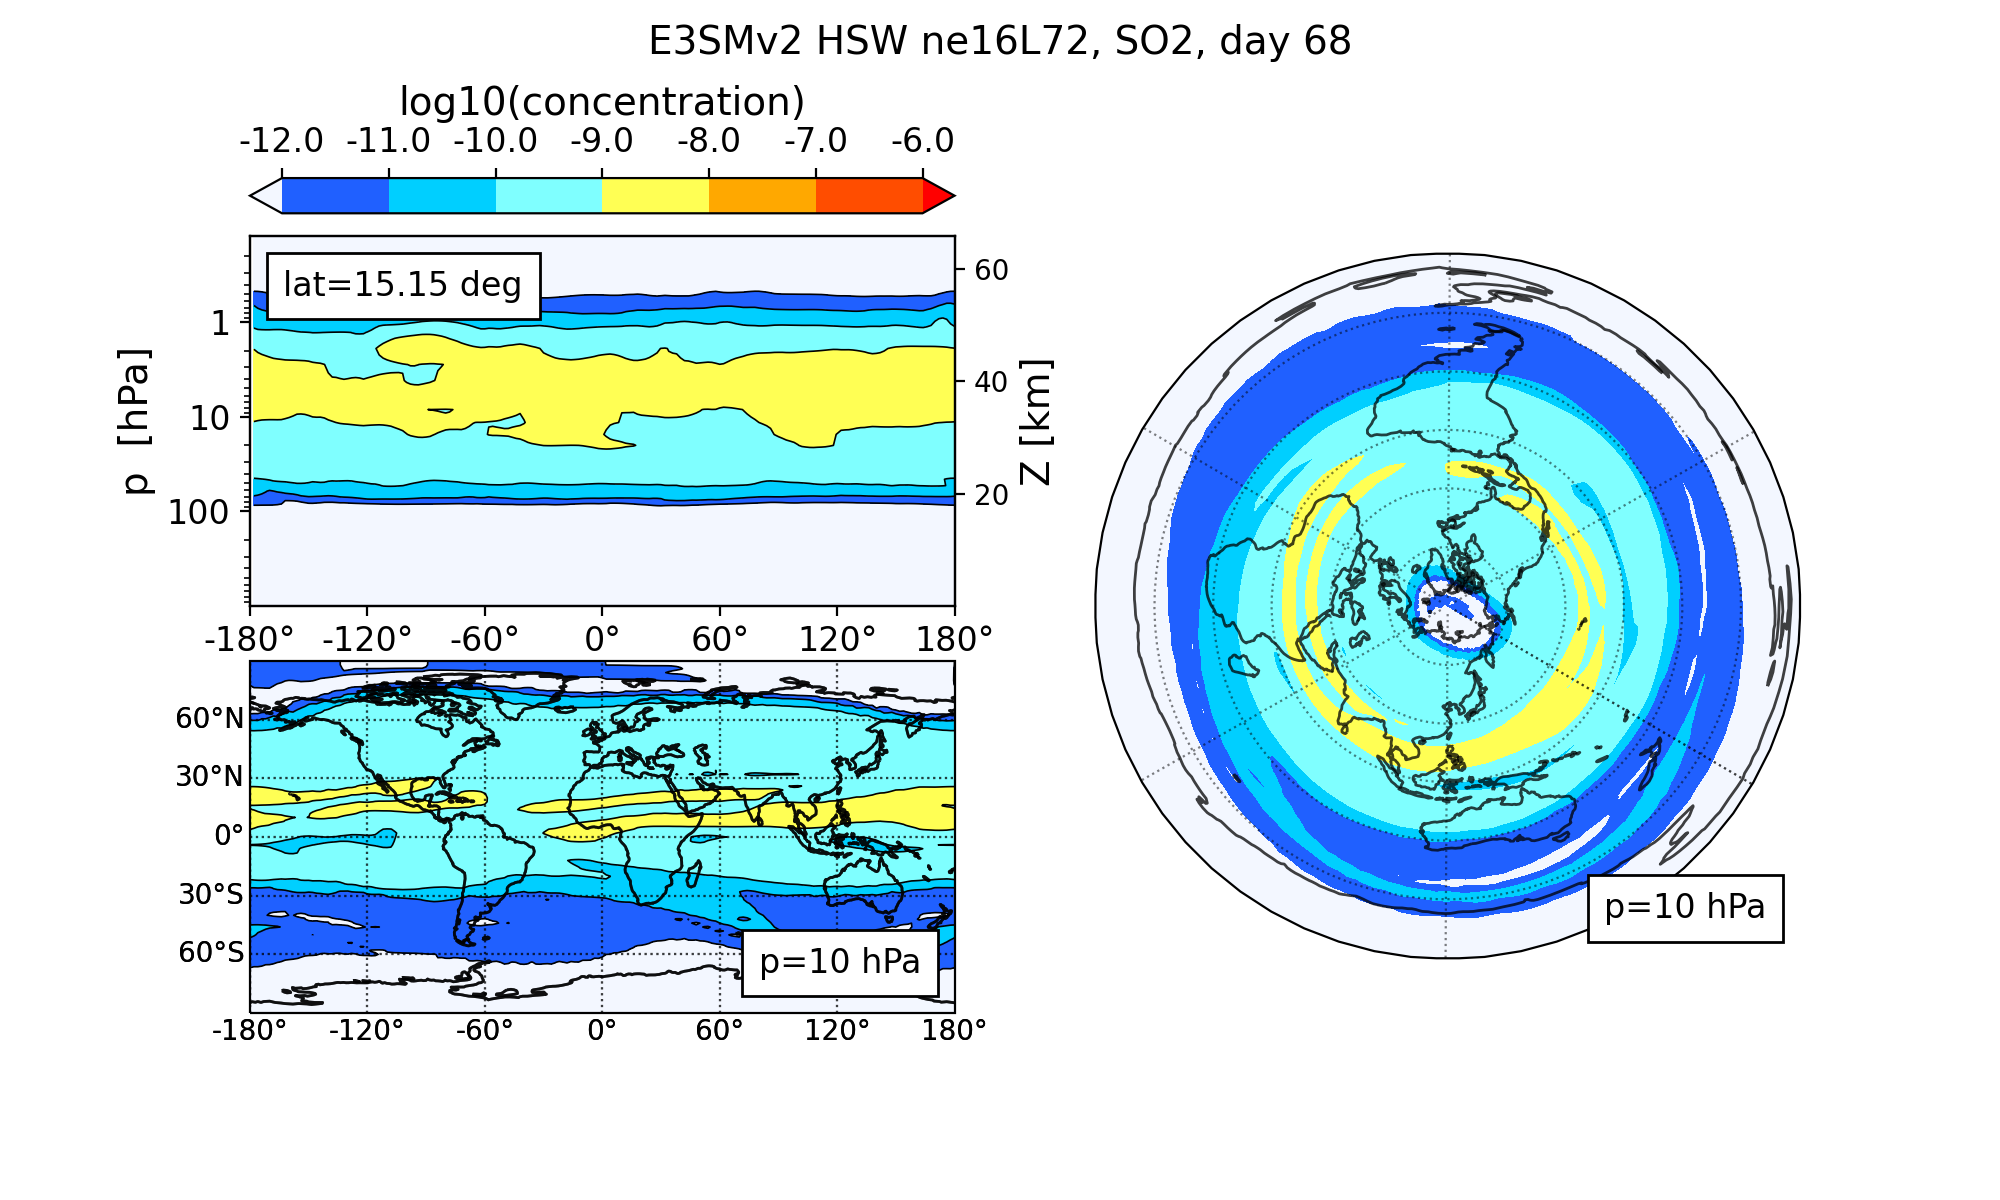 E3SMv2 HSW ne16L72, SO2, day 68
log10(concentration)
-12.0 -11.0 -10.0 -9.0 -8.0 -7.0 -6.0
lat=15.15 deg
p [hPa]
1
10
100
60
40
20
Z [km]
-180° -120° -60° 0° 60° 120° 180°
60°N
30°N
0°
30°S
60°S
p=10 hPa
-180° -120° -60° 0° 60° 120° 180°
p=10 hPa